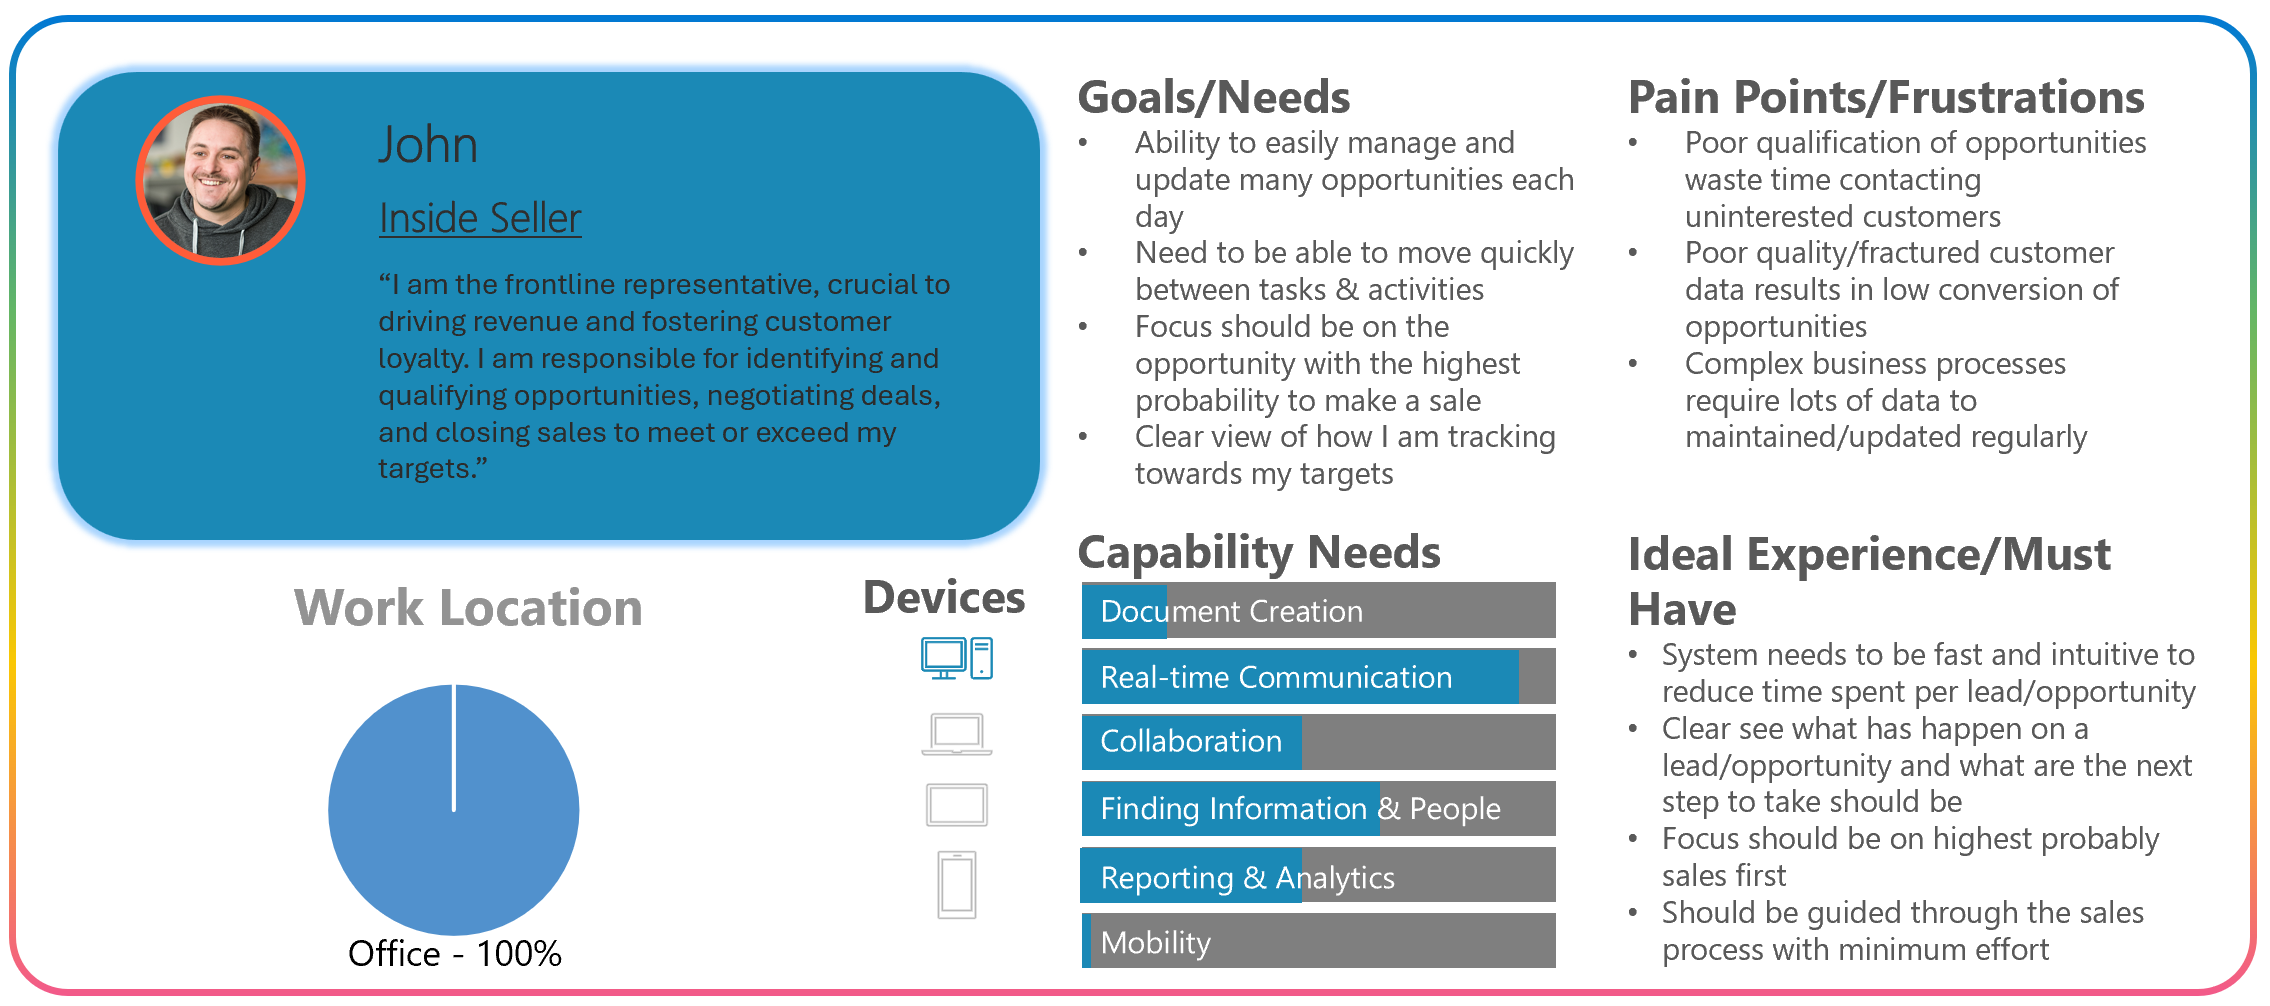 John
Inside Seller
“I am the frontline representative, crucial to
driving revenue and fostering customer
loyalty. I am responsible for identifying and
qualifying opportunities, negotiating deals,
and closing sales to meet or exceed my
targets.”
Work Location
Office - 100%
Devices
Goals/Needs
• Ability to easily manage and
update many opportunities each
day
• Need to be able to move quickly
between tasks & activities
• Focus should be on the
opportunity with the highest
probability to make a sale
• Clear view of how I am tracking
towards my targets
Capability Needs
Document Creation
Real-time Communication
Collaboration
Finding Information & People
Reporting & Analytics
Mobility
Pain Points/Frustrations
• Poor qualification of opportunities
waste time contacting
uninterested customers
• Poor quality/fractured customer
data results in low conversion of
opportunities
• Complex business processes
require lots of data to
maintained/updated regularly
Ideal Experience/Must
Have
• System needs to be fast and intuitive to
reduce time spent per lead/opportunity
• Clear see what has happen on a
lead/opportunity and what are the next
step to take should be
• Focus should be on highest probably
sales first
• Should be guided through the sales
process with minimum effort